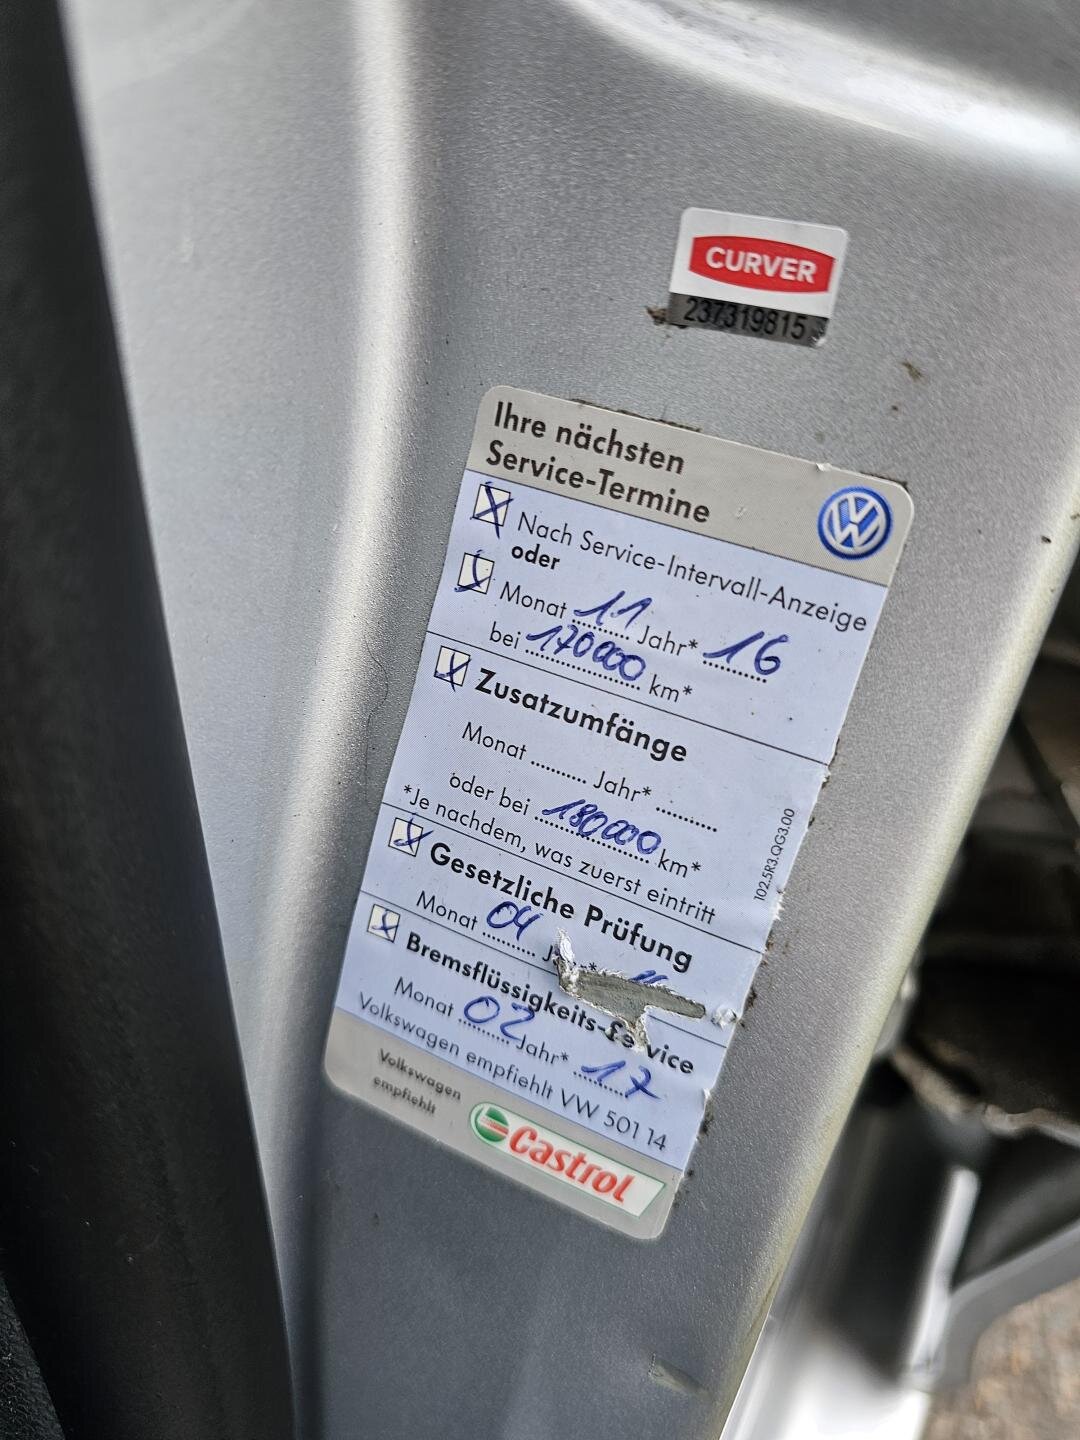 CURVER
237319815
Ihre nächsten
Service-Termine
Nach Service-Intervall-Anzeige
oder
Monat 11 Jahr* 16
bei 170000 km*
Zusatzumfänge
Monat .......... Jahr* ...........
oder bei 180000 km*
*Je nachdem, was zuerst eintritt
102.5R3.QG3.00
Gesetzliche Prüfung
Monat 04
Bremsflüssigkeits-Service
Monat 02 Jahr* 17
Volkswagen empfiehlt VW 501 14
Volkswagen
empfiehlt
Castrol